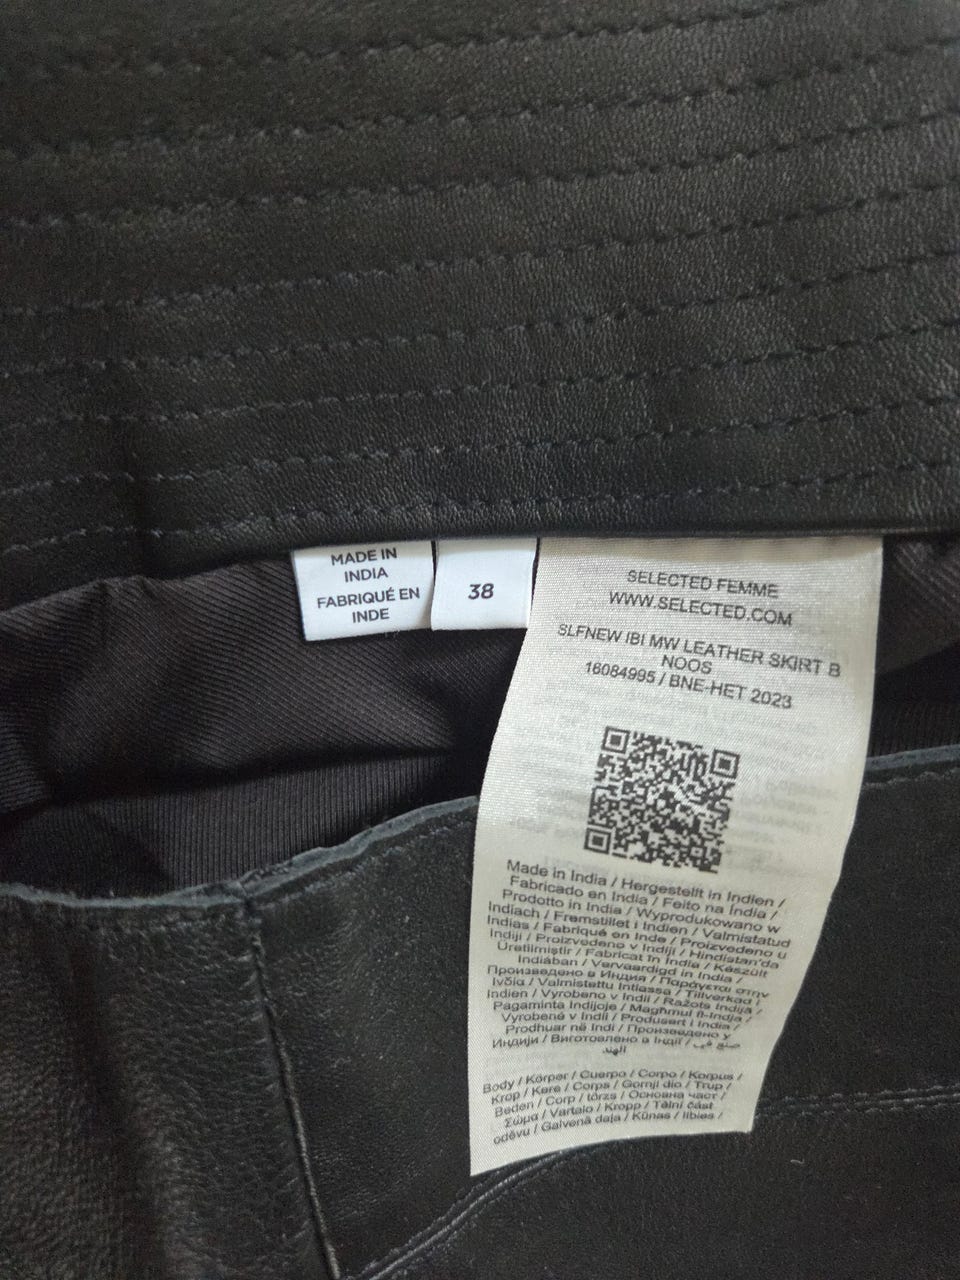 MADE IN
INDIA
FABRIQUÉ EN
INDE
38
SELECTED FEMME
WWW.SELECTED.COM
SLFNEW IBI MW LEATHER SKIRT B
NOOS
16084995 / BNE-HET 2023
Made in India / Hergestellt in Indien /
Fabricado en India / Feito na Índia /
Prodotto in India / Wyprodukowano w
Indiach / Fremstillet i Indien / Valmistatud
Indias / Fabriqué en Inde / Proizvedeno u
Indiji / Proizvedeno v Indiji / Hindistan'da
Üretilmiştir / Fabricat în India / Készült
Indiában / Vervaardigd in India /
Произведено в Индия / Παράγεται στην
Ινδία / Valmistettu Intiassa / Tillverkad i
Indien / Vyrobeno v Indii / Ražots Indijā /
Pagaminta Indijoje / Magħmul fl-Indja /
Vyrobené v Indii / Produsert i India /
Prodhuar në Indi / Произведено у
Индији / Виготовлено в Індії / صنع في
الهند
Body / Körper / Cuerpo / Corpo / Korpus /
Krop / Kere / Corps / Gornji dio / Trup /
Beden / Corp / törzs / Основна част /
Σώμα / Vartalo / Kropp / Tělní část
oděvu / Galvenā daļa / Kūnas / Ilbies /